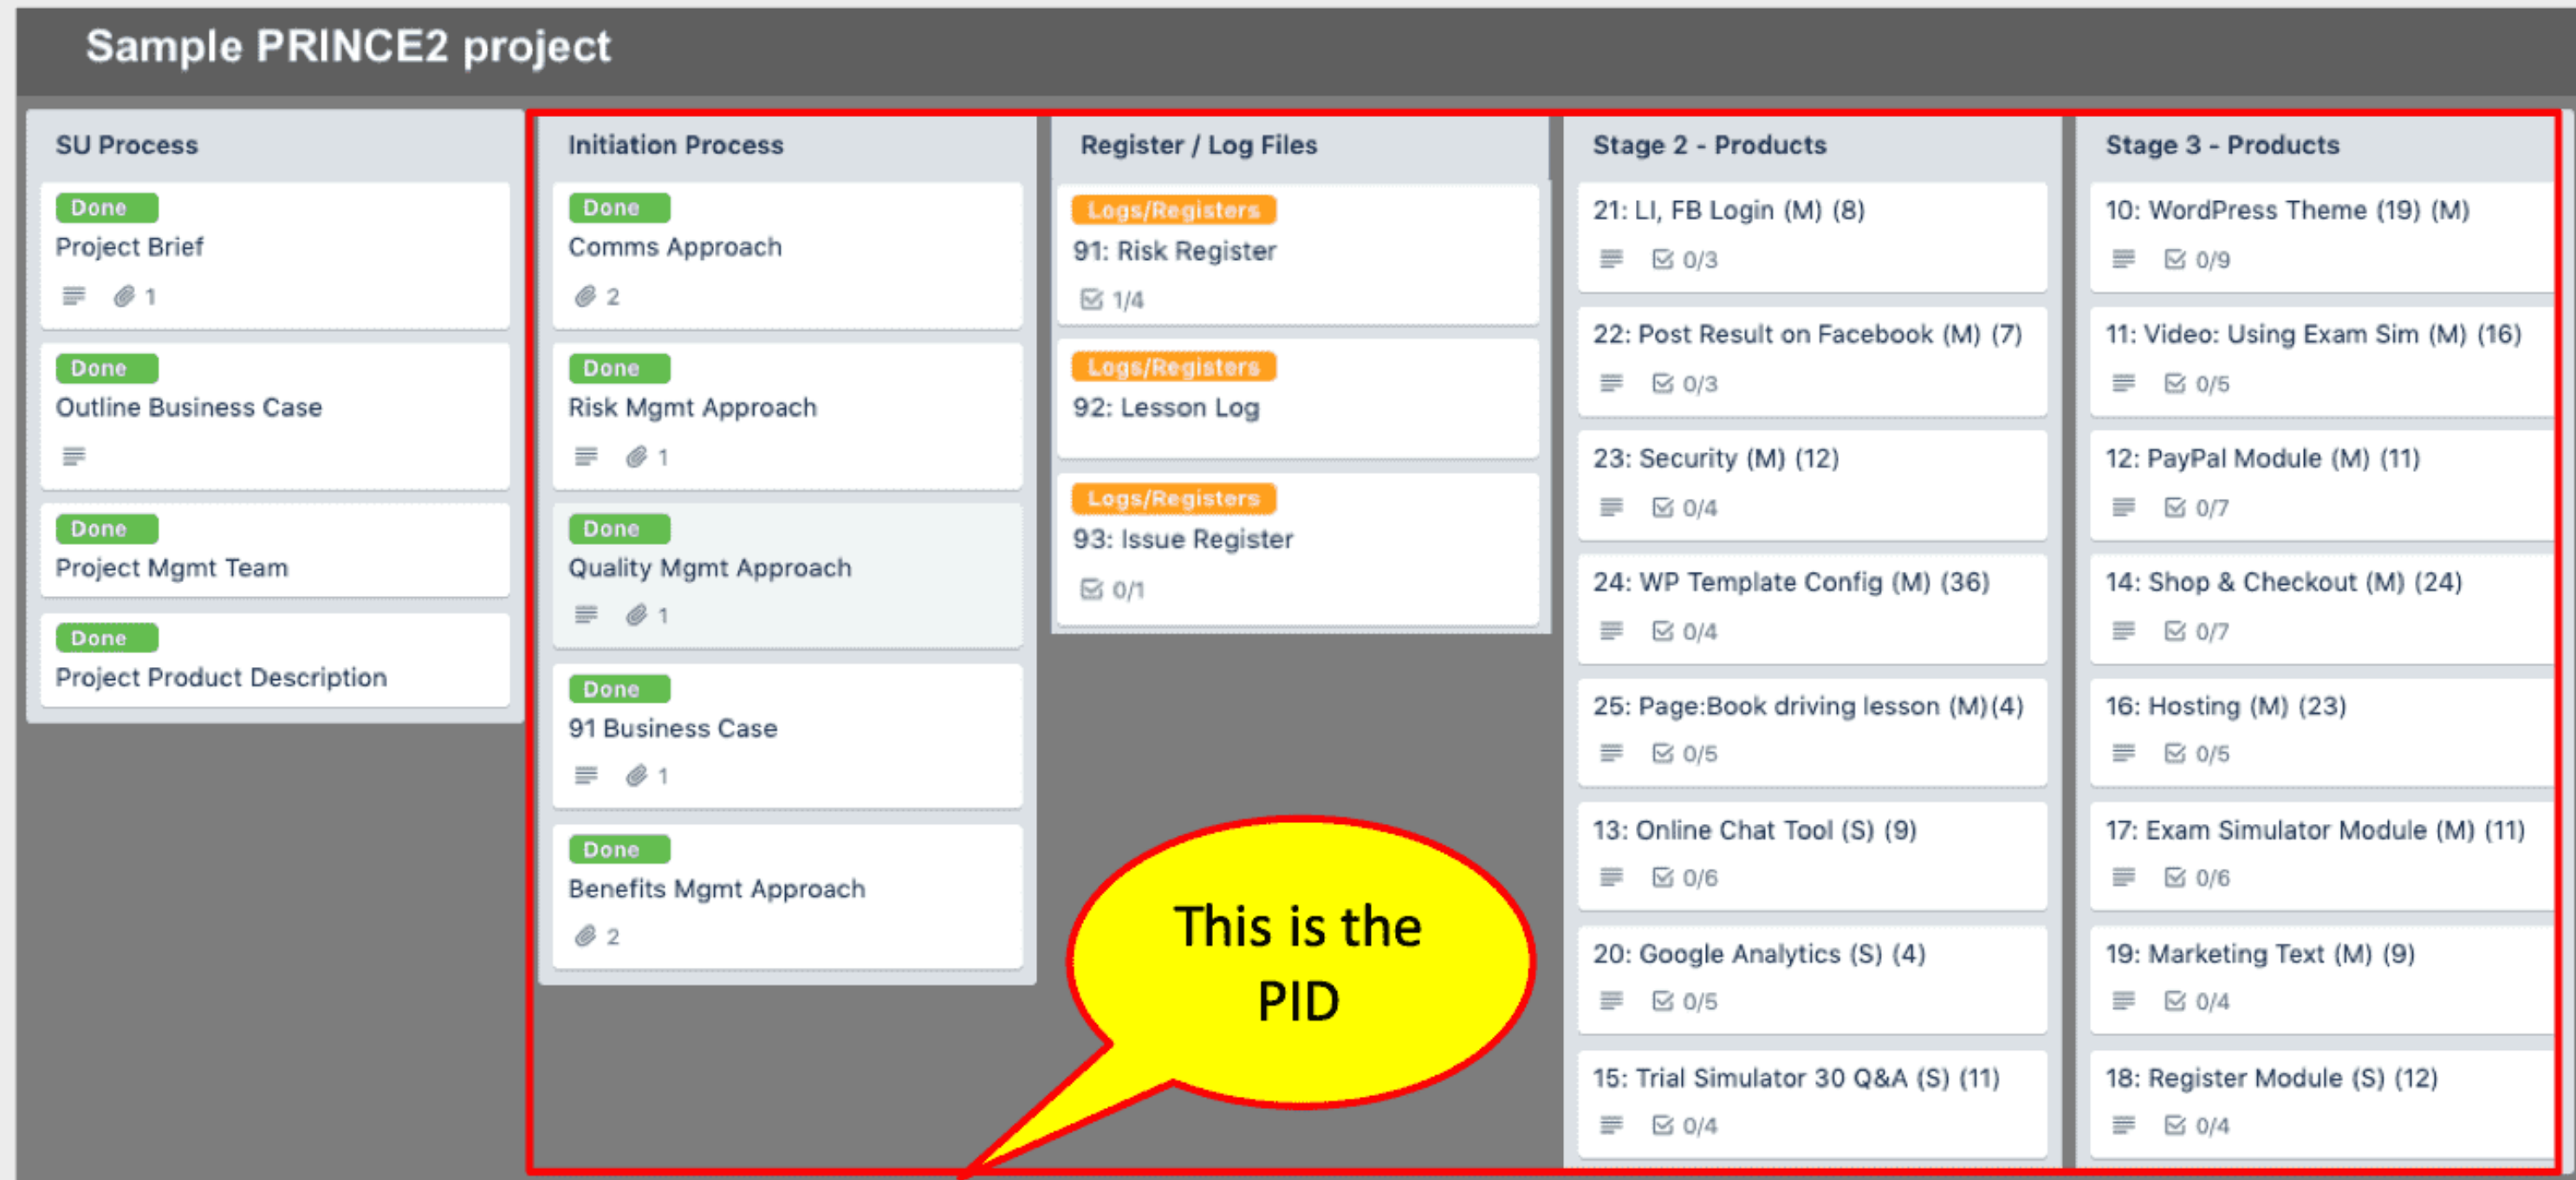 Sample PRINCE2 project
SU Process
Done
Project Brief
1
Done
Outline Business Case
Done
Project Mgmt Team
Done
Project Product Description
Initiation Process
Done
Comms Approach
2
Done
Risk Mgmt Approach
1
Done
Quality Mgmt Approach
1
Done
91 Business Case
1
Done
Benefits Mgmt Approach
2
Register / Log Files
Logs/Registers
91: Risk Register
1/4
Logs/Registers
92: Lesson Log
Logs/Registers
93: Issue Register
0/1
This is the
PID
Stage 2 - Products
21: LI, FB Login (M) (8)
0/3
22: Post Result on Facebook (M) (7)
0/3
23: Security (M) (12)
0/4
24: WP Template Config (M) (36)
0/4
25: Page:Book driving lesson (M)(4)
0/5
13: Online Chat Tool (S) (9)
0/6
20: Google Analytics (S) (4)
0/5
15: Trial Simulator 30 Q&A (S) (11)
0/4
Stage 3 - Products
10: WordPress Theme (19) (M)
0/9
11: Video: Using Exam Sim (M) (16)
0/5
12: PayPal Module (M) (11)
0/7
14: Shop & Checkout (M) (24)
0/7
16: Hosting (M) (23)
0/5
17: Exam Simulator Module (M) (11)
0/6
19: Marketing Text (M) (9)
0/4
18: Register Module (S) (12)
0/4